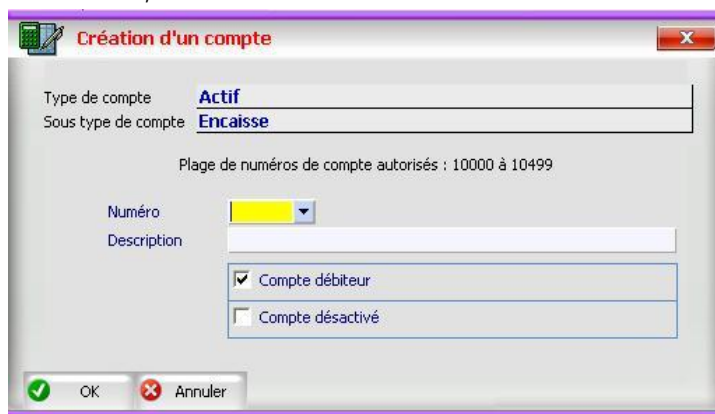 Création d'un compte
Type de compte Actif
Sous type de compte Encaisse
Plage de numéros de compte autorisés : 10000 à 10499
Numéro
Description
Compte débiteur
Compte désactivé
OK Annuler